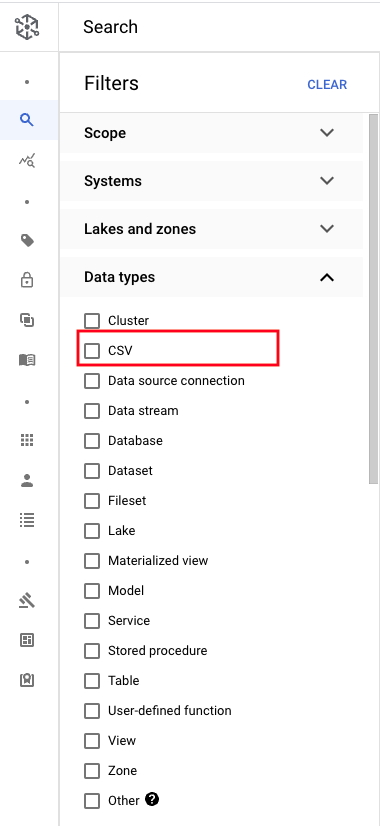 Search
Filters
CLEAR
Scope
Systems
Lakes and zones
Data types
Cluster
CSV
Data source connection
Data stream
Database
Dataset
Fileset
Lake
Materialized view
Model
Service
Stored procedure
Table
User-defined function
View
Zone
Other ?